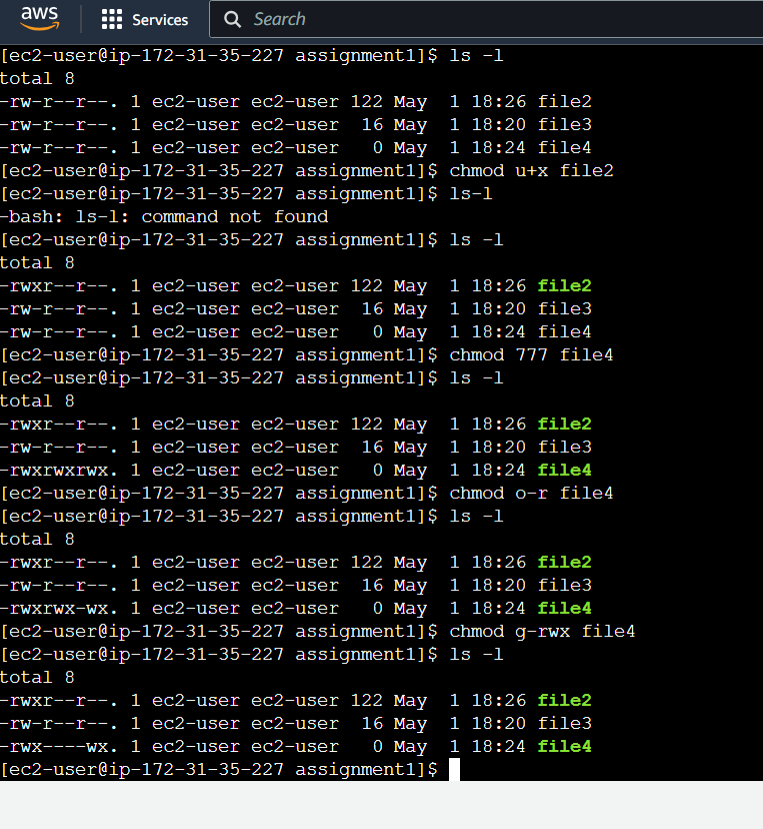 aws Services Search
[ec2-user@ip-172-31-35-227 assignment1]$ ls -l
total 8
-rw-r--r--. 1 ec2-user ec2-user 122 May  1 18:26 file2
-rw-r--r--. 1 ec2-user ec2-user  16 May  1 18:20 file3
-rw-r--r--. 1 ec2-user ec2-user   0 May  1 18:24 file4
[ec2-user@ip-172-31-35-227 assignment1]$ chmod u+x file2
[ec2-user@ip-172-31-35-227 assignment1]$ ls-l
-bash: ls-l: command not found
[ec2-user@ip-172-31-35-227 assignment1]$ ls -l
total 8
-rwxr--r--. 1 ec2-user ec2-user 122 May  1 18:26 file2
-rw-r--r--. 1 ec2-user ec2-user  16 May  1 18:20 file3
-rw-r--r--. 1 ec2-user ec2-user   0 May  1 18:24 file4
[ec2-user@ip-172-31-35-227 assignment1]$ chmod 777 file4
[ec2-user@ip-172-31-35-227 assignment1]$ ls -l
total 8
-rwxr--r--. 1 ec2-user ec2-user 122 May  1 18:26 file2
-rw-r--r--. 1 ec2-user ec2-user  16 May  1 18:20 file3
-rwxrwxrwx. 1 ec2-user ec2-user   0 May  1 18:24 file4
[ec2-user@ip-172-31-35-227 assignment1]$ chmod o-r file4
[ec2-user@ip-172-31-35-227 assignment1]$ ls -l
total 8
-rwxr--r--. 1 ec2-user ec2-user 122 May  1 18:26 file2
-rw-r--r--. 1 ec2-user ec2-user  16 May  1 18:20 file3
-rwxrwx-wx. 1 ec2-user ec2-user   0 May  1 18:24 file4
[ec2-user@ip-172-31-35-227 assignment1]$ chmod g-rwx file4
[ec2-user@ip-172-31-35-227 assignment1]$ ls -l
total 8
-rwxr--r--. 1 ec2-user ec2-user 122 May  1 18:26 file2
-rw-r--r--. 1 ec2-user ec2-user  16 May  1 18:20 file3
-rwx----wx. 1 ec2-user ec2-user   0 May  1 18:24 file4
[ec2-user@ip-172-31-35-227 assignment1]$